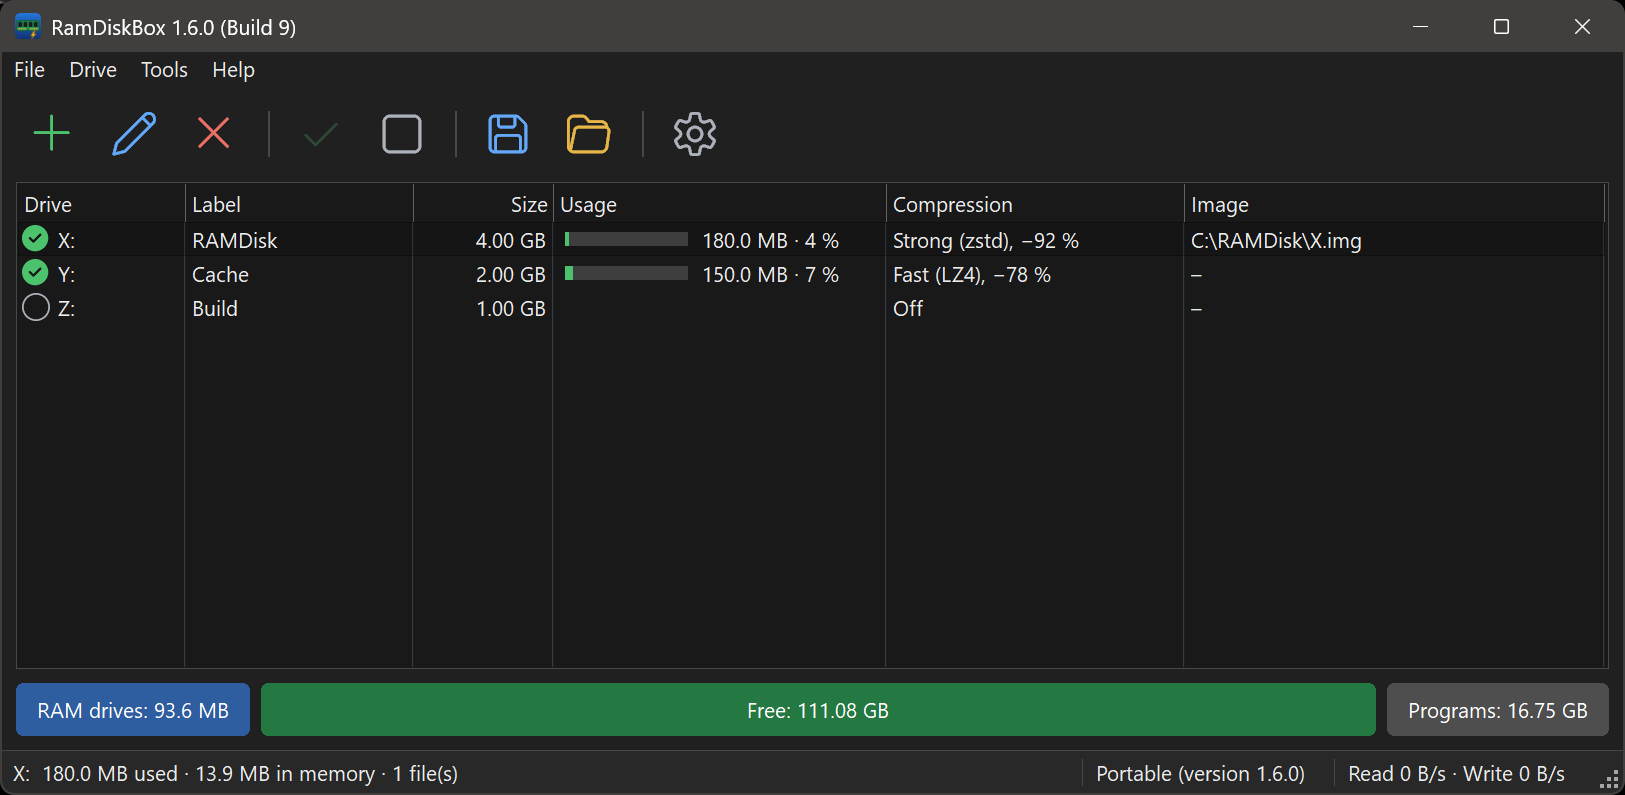 RamDiskBox 1.6.0 (Build 9)
File Drive Tools Help
Drive Label Size Usage Compression Image
X: RAMDisk 4.00 GB 180.0 MB · 4 % Strong (zstd), −92 % C:\RAMDisk\X.img
Y: Cache 2.00 GB 150.0 MB · 7 % Fast (LZ4), −78 % –
Z: Build 1.00 GB Off –
RAM drives: 93.6 MB Free: 111.08 GB Programs: 16.75 GB
X: 180.0 MB used · 13.9 MB in memory · 1 file(s) Portable (version 1.6.0) Read 0 B/s · Write 0 B/s